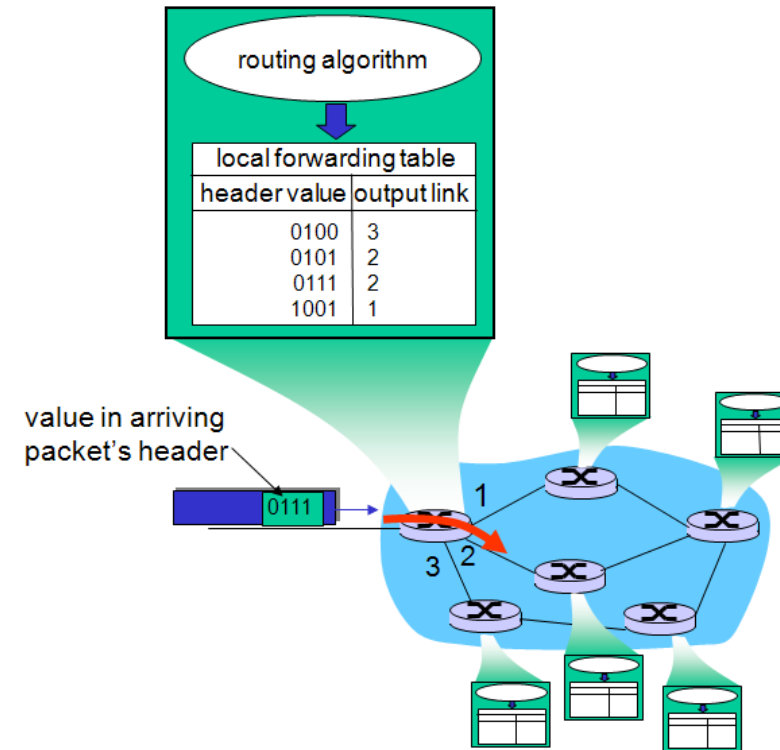 routing algorithm
local forwarding table
header value output link
0100 3
0101 2
0111 2
1001 1
value in arriving
packet's header
0111
1
2
3